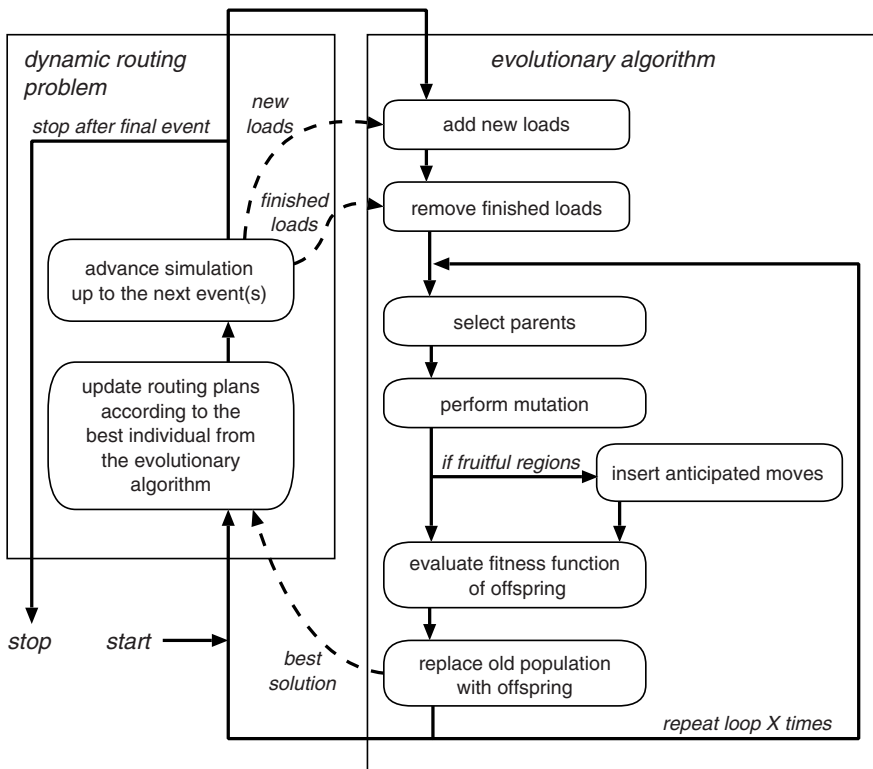 dynamic routing
problem
stop after final event
new
loads
finished
loads
advance simulation
up to the next event(s)
update routing plans
according to the
best individual from
the evolutionary
algorithm
stop
start
best
solution
evolutionary algorithm
add new loads
remove finished loads
select parents
perform mutation
if fruitful regions
insert anticipated moves
evaluate fitness function
of offspring
replace old population
with offspring
repeat loop X times